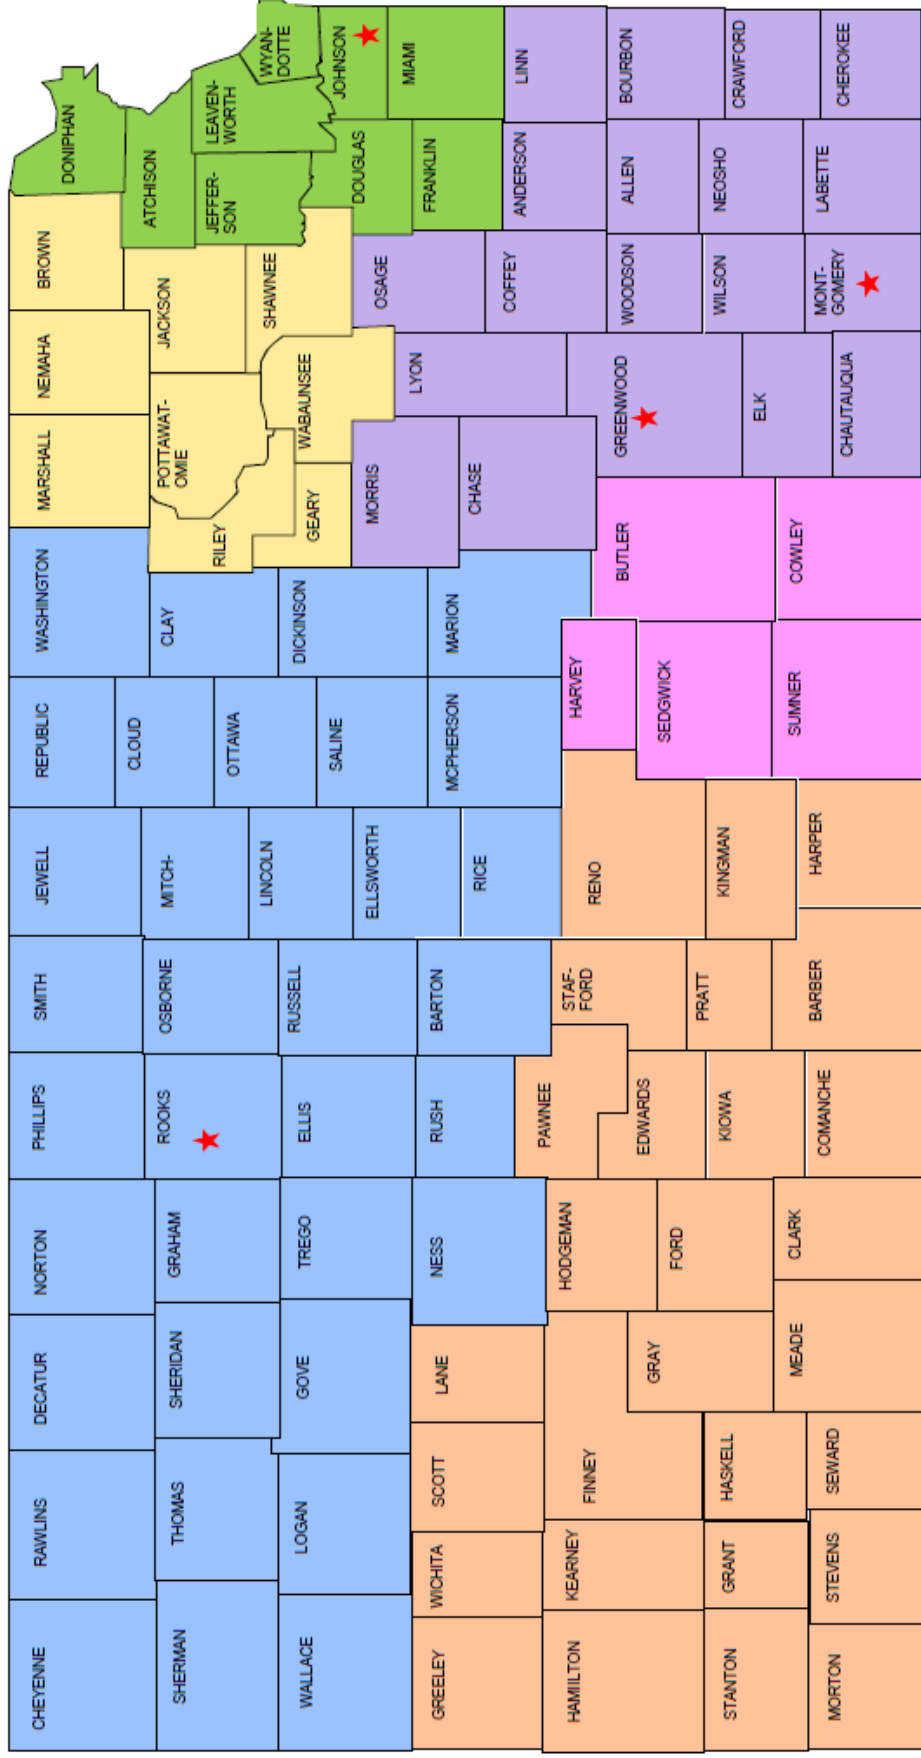 CHEYENNE
RAWLINS
DECATUR
NORTON
PHILLIPS
SMITH
JEWELL
REPUBLIC
WASHINGTON
MARSHALL
NEMAHA
BROWN
DONIPHAN
SHERMAN
THOMAS
SHERIDAN
GRAHAM
ROOKS
OSBORNE
MITCH-
CLOUD
CLAY
RILEY
POTTAWAT-
OMIE
JACKSON
ATCHISON
JEFFER-
SON
LEAVEN-
WORTH
WYAN-
DOTTE
WALLACE
LOGAN
GOVE
TREGO
ELLIS
RUSSELL
LINCOLN
OTTAWA
ELLSWORTH
SALINE
DICKINSON
GEARY
WABAUNSEE
SHAWNEE
DOUGLAS
JOHNSON
GREELEY
WICHITA
SCOTT
LANE
NESS
RUSH
BARTON
RICE
MCPHERSON
MARION
MORRIS
CHASE
LYON
OSAGE
COFFEY
FRANKLIN
MIAMI
ANDERSON
LINN
HAMILTON
KEARNEY
FINNEY
GRAY
HODGEMAN
FORD
PAWNEE
EDWARDS
STAF-
FORD
PRATT
RENO
KINGMAN
HARVEY
SEDGWICK
BUTLER
GREENWOOD
WOODSON
ALLEN
BOURBON
ELK
WILSON
NEOSHO
CRAWFORD
STANTON
GRANT
HASKELL
KIOWA
MORTON
STEVENS
SEWARD
MEADE
CLARK
COMANCHE
BARBER
HARPER
SUMNER
COWLEY
CHAUTAUQUA
MONT-
GOMERY
LABETTE
CHEROKEE